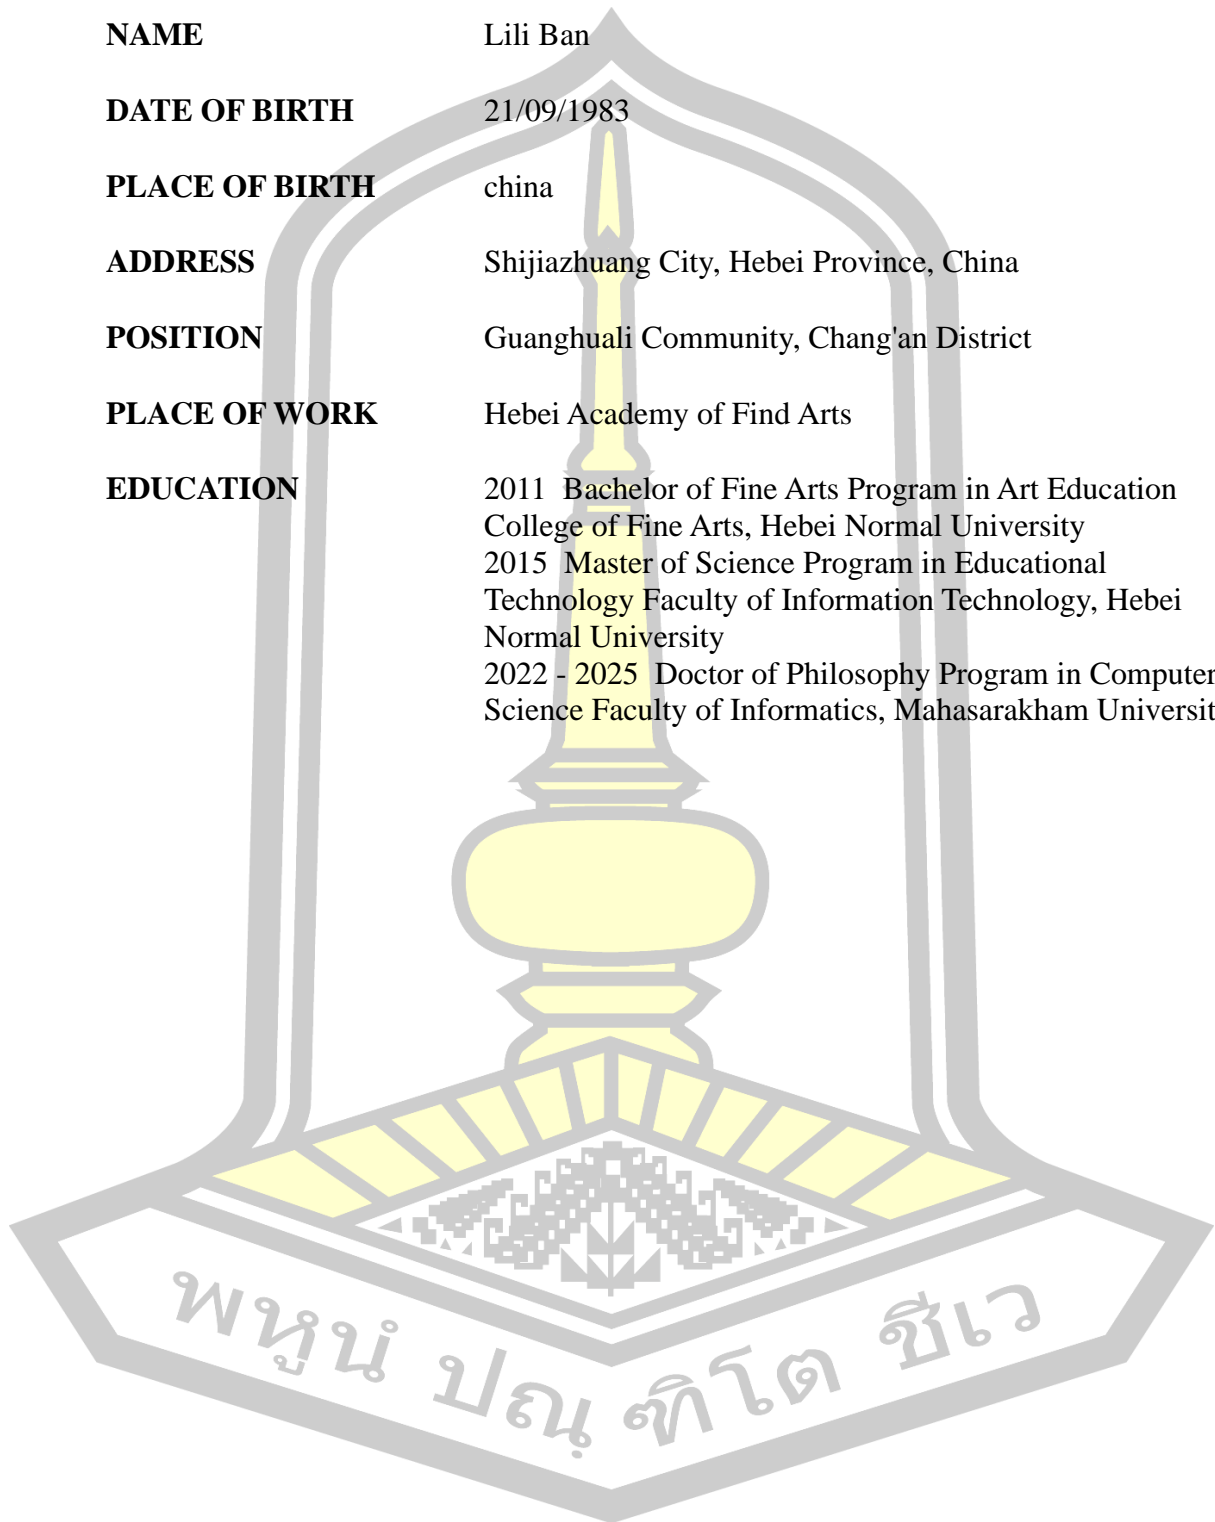 NAME Lili Ban
DATE OF BIRTH 21/09/1983
PLACE OF BIRTH china
ADDRESS Shijiazhuang City, Hebei Province, China
POSITION Guanghuali Community, Chang'an District
PLACE OF WORK Hebei Academy of Find Arts
EDUCATION 2011 Bachelor of Fine Arts Program in Art Education
College of Fine Arts, Hebei Normal University
2015 Master of Science Program in Educational
Technology Faculty of Information Technology, Hebei
Normal University
2022 - 2025 Doctor of Philosophy Program in Computer
Science Faculty of Informatics, Mahasarakham Universit
พหูนํ ปณฺ ฑิโต ชีเว